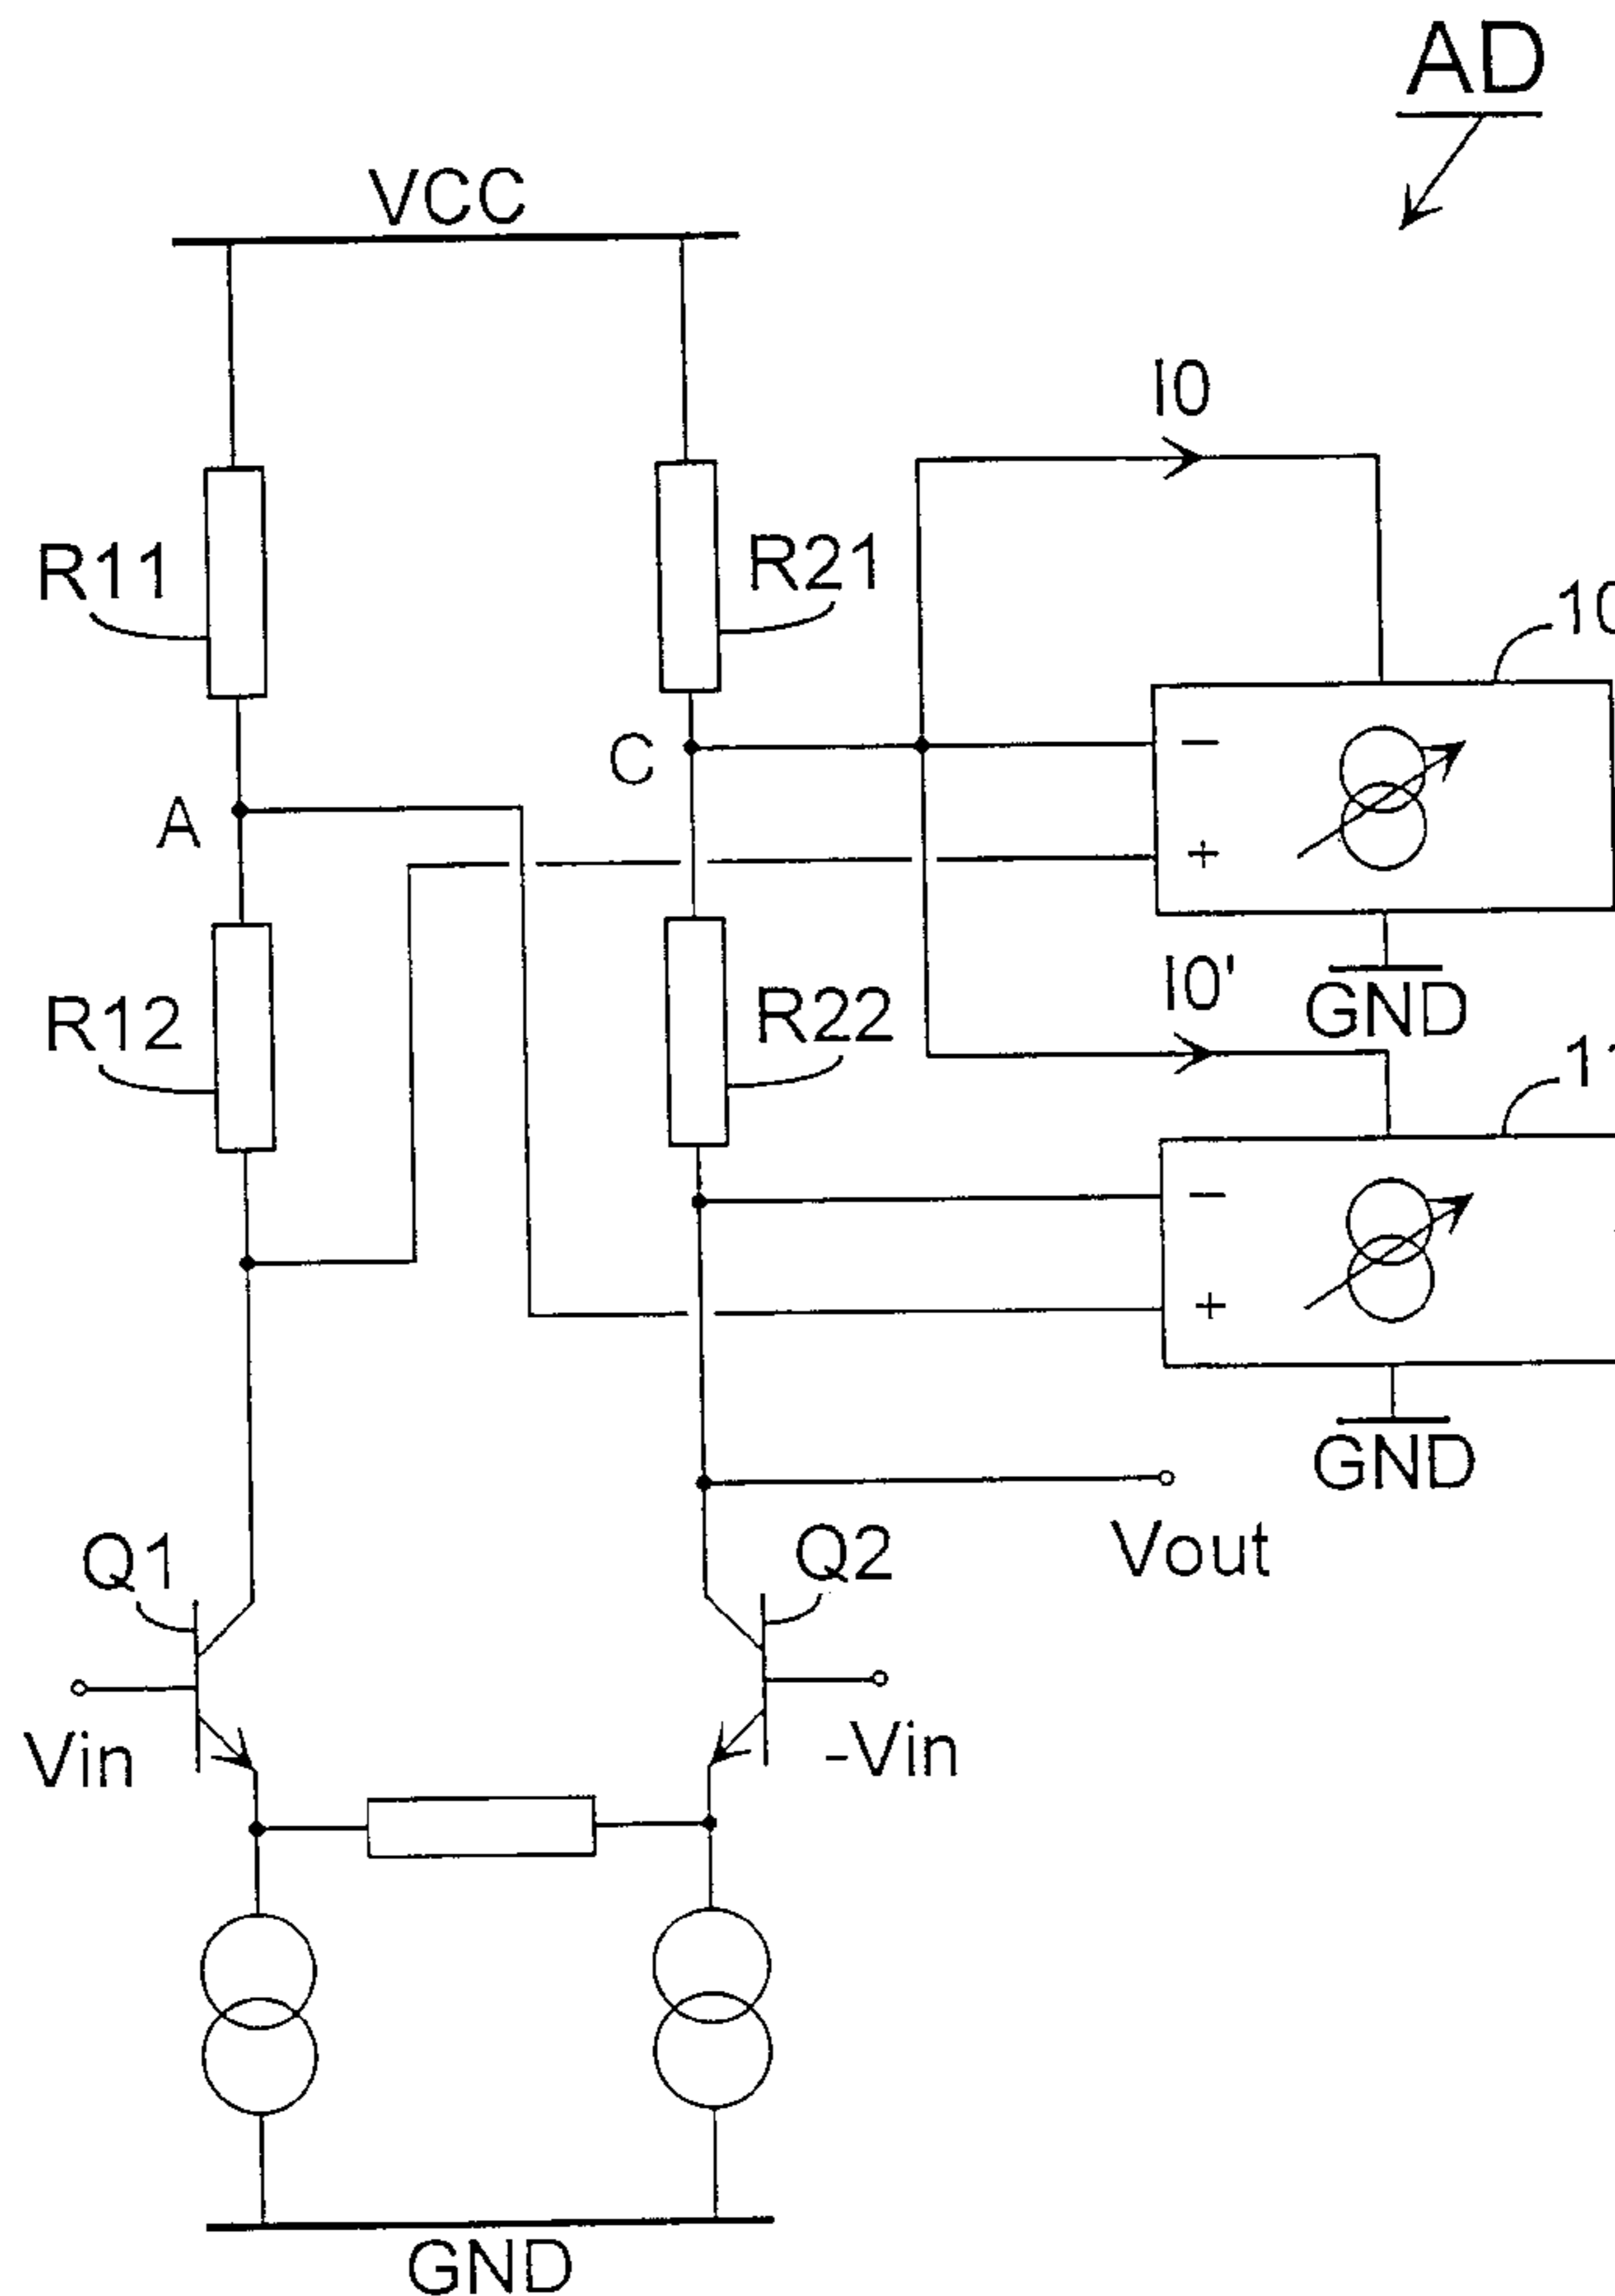 AD
VCC
I0
R11
R21
10
C
A
−
+
R12
R22
I0'
GND
11
−
+
GND
Q1
Q2
Vout
Vin
-Vin
GND